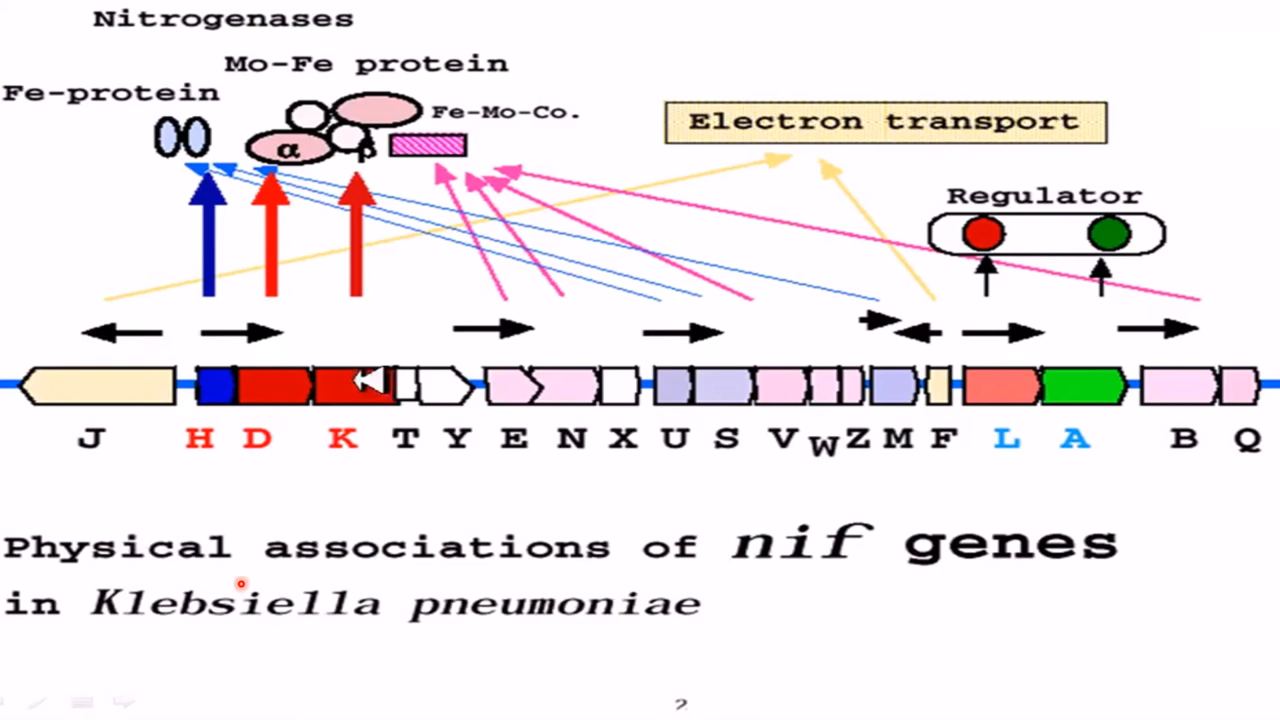 Nitrogenases
Mo-Fe protein
Fe-protein
Fe-Mo-Co.
Electron transport
α
β
Regulator
J H D K T Y E N X U S V W Z M F L A B Q
Physical associations of nif genes
in Klebsiella pneumoniae
2